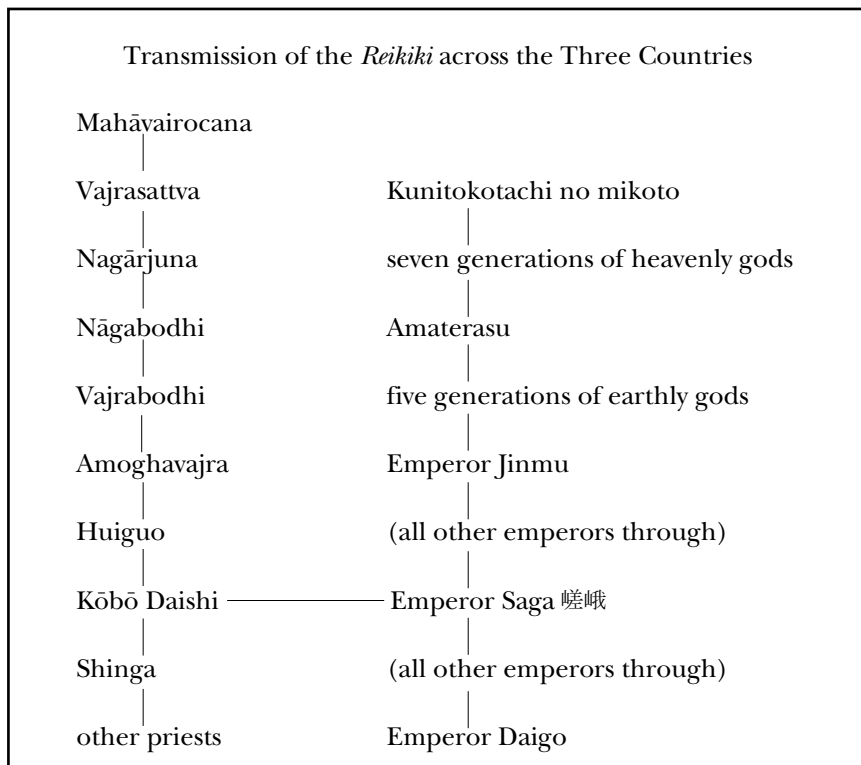 Transmission of the Reikiki across the Three Countries
Mahāvairocana
Vajrasattva Kunitokotachi no mikoto
Nagārjuna seven generations of heavenly gods
Nāgabodhi Amaterasu
Vajrabodhi five generations of earthly gods
Amoghavajra Emperor Jinmu
Huiguo (all other emperors through)
Kōbō Daishi Emperor Saga 嵯峨
Shinga (all other emperors through)
other priests Emperor Daigo